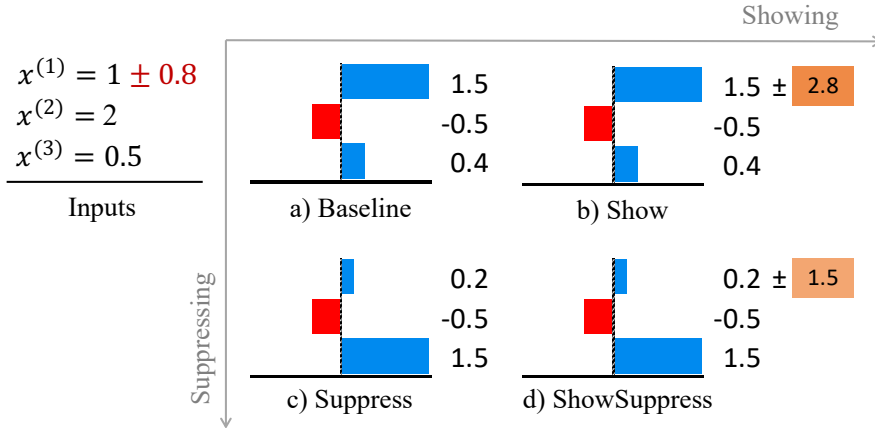 Showing
x⁽¹⁾ = 1 ± 0.8
x⁽²⁾ = 2
x⁽³⁾ = 0.5
Inputs
Suppressing
1.5
-0.5
0.4
a) Baseline
1.5 ± 2.8
-0.5
0.4
b) Show
0.2
-0.5
1.5
c) Suppress
0.2 ± 1.5
-0.5
1.5
d) ShowSuppress